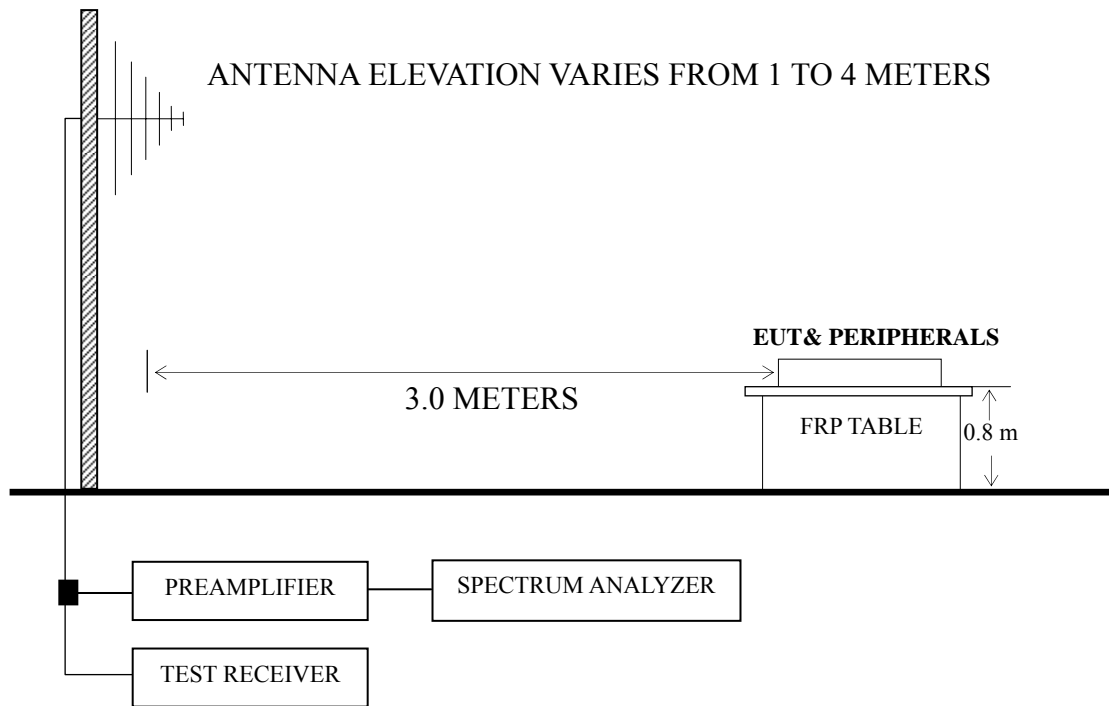 ANTENNA ELEVATION VARIES FROM 1 TO 4 METERS
EUT& PERIPHERALS
3.0 METERS
FRP TABLE
0.8 m
PREAMPLIFIER
SPECTRUM ANALYZER
TEST RECEIVER